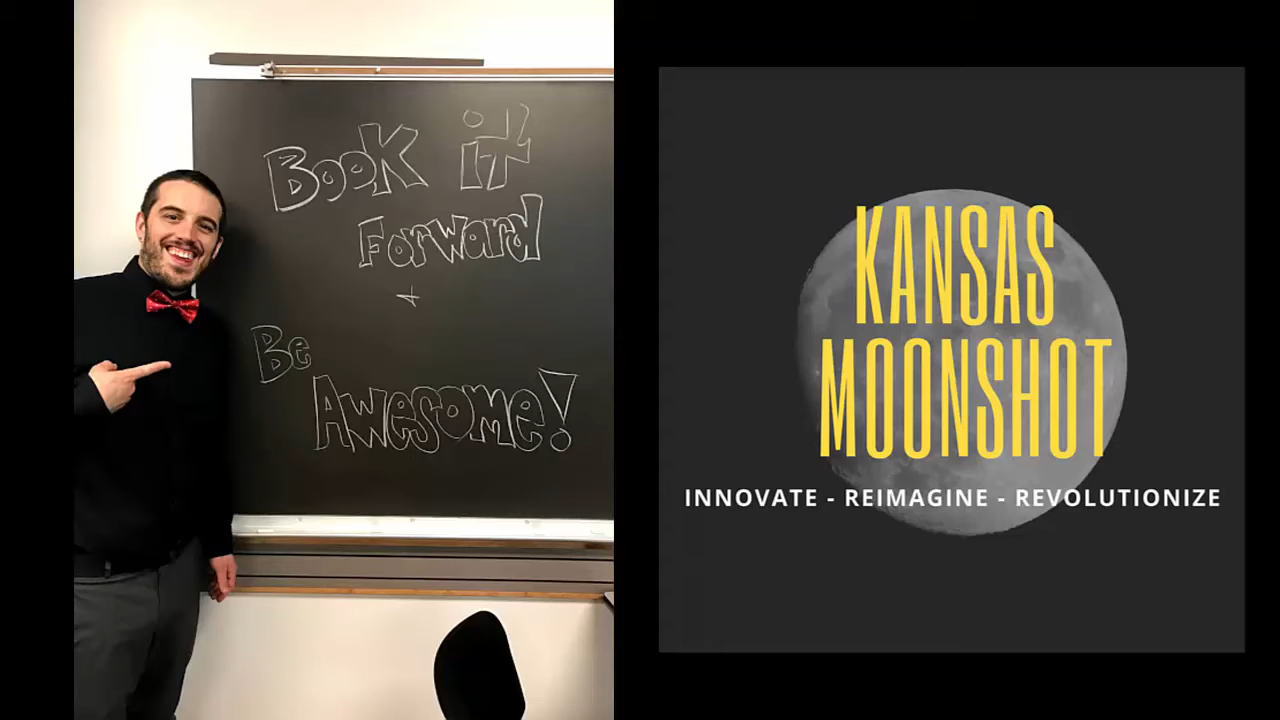 Book it
Forward
+
Be
Awesome!
KANSAS
MOONSHOT
INNOVATE - REIMAGINE - REVOLUTIONIZE